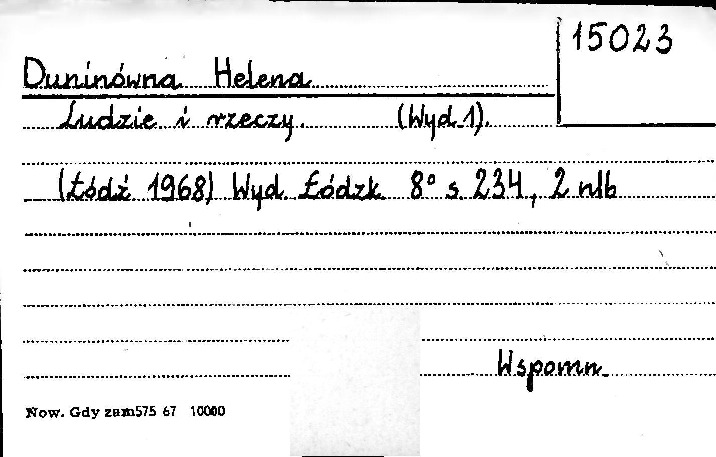 15023
Duninówna Helena
Ludzie i rzeczy. (Wyd. 1).
(Łódź 1968) Wyd. Łódzk. 8° s. 234, 2 nlb
Wspomn.
Now. Gdy zam575 67 10000